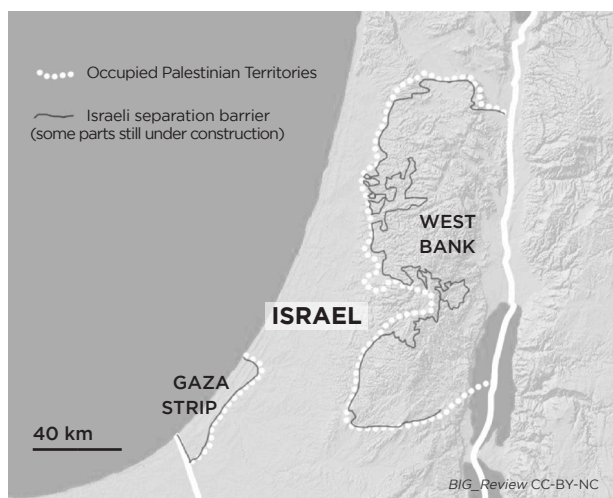 Occupied Palestinian Territories
Israeli separation barrier
(some parts still under construction)
WEST
BANK
ISRAEL
GAZA
STRIP
40 km
BIG_Review CC-BY-NC